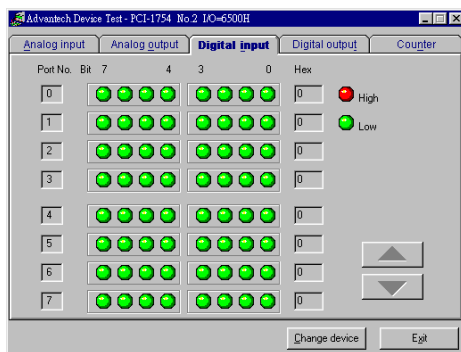 Advantech Device Test - PCI-1754 No.2 I/O=6500H
Analog input Analog output Digital input Digital output Counter
Port No. Bit 7 4 3 0 Hex
0 0 High
1 0 Low
2 0
3 0
4 0
5 0
6 0
7 0
Change device Exit